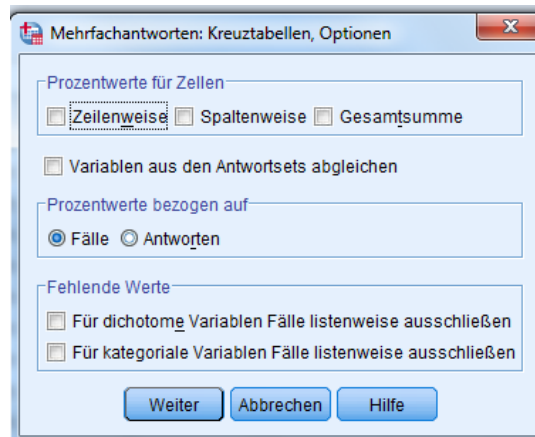 Mehrfachantworten: Kreuztabellen, Optionen
Prozentwerte für Zellen
Zeilenweise Spaltenweise Gesamtsumme
Variablen aus den Antwortsets abgleichen
Prozentwerte bezogen auf
Fälle Antworten
Fehlende Werte
Für dichotome Variablen Fälle listenweise ausschließen
Für kategoriale Variablen Fälle listenweise ausschließen
Weiter Abbrechen Hilfe